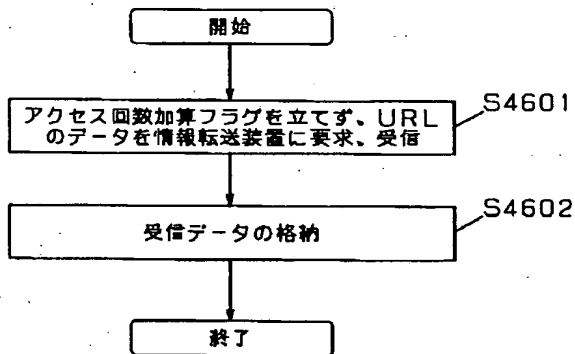 開始
アクセス回数加算フラグを立てず、URL
のデータを情報転送装置に要求、受信
S4601
受信データの格納
S4602
終了